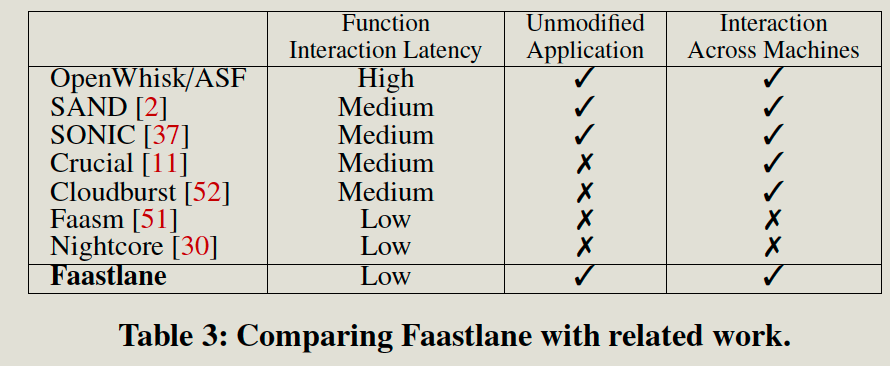 Function Interaction Latency | Unmodified Application | Interaction Across Machines
OpenWhisk/ASF High ✓ ✓
SAND [2] Medium ✓ ✓
SONIC [37] Medium ✓ ✓
Crucial [11] Medium ✗ ✓
Cloudburst [52] Medium ✗ ✓
Faasm [51] Low ✗ ✗
Nightcore [30] Low ✗ ✗
Faastlane Low ✓ ✓
Table 3: Comparing Faastlane with related work.